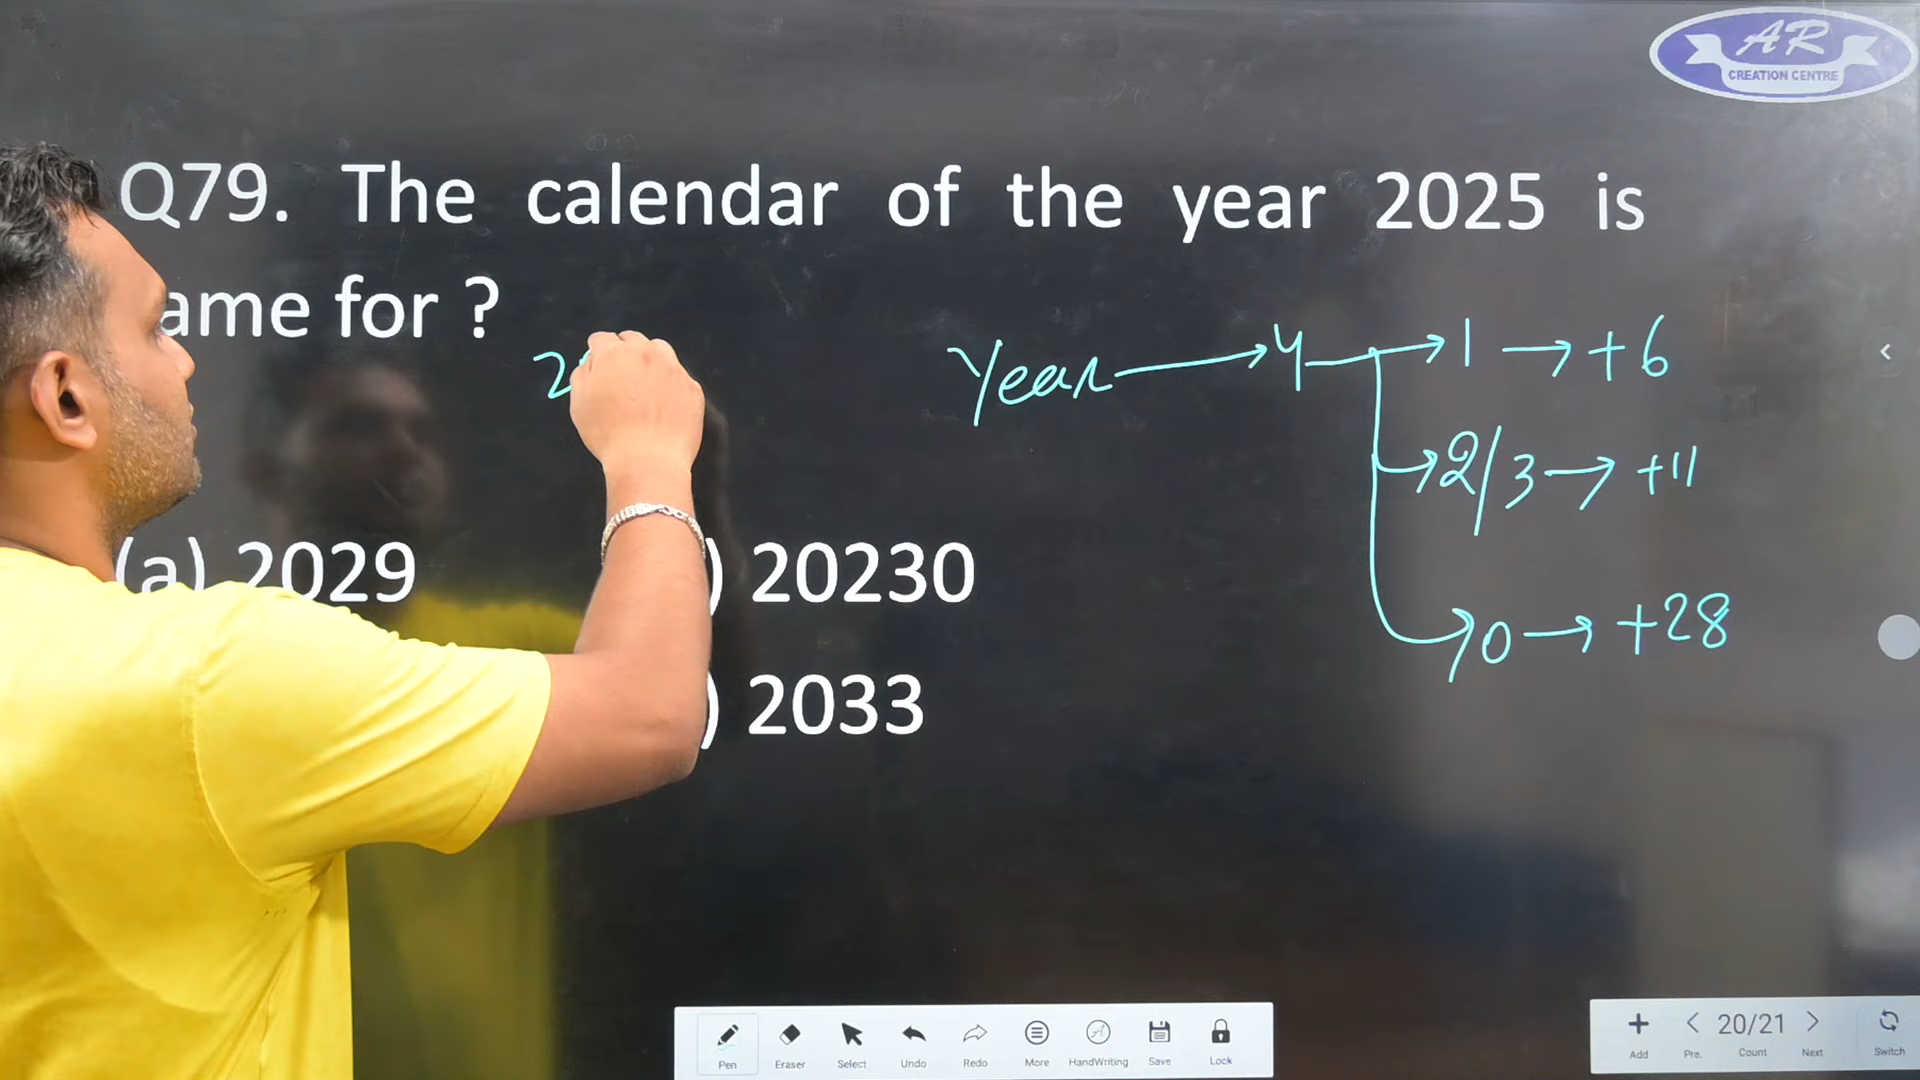 AR
CREATION CENTRE
Q79. The calendar of the year 2025 is
ame for ?
2
Year → 4 → 1 → +6
→ 2/3 → +11
→ 0 → +28
(a) 2029
) 20230
) 2033
Pen
Eraser
Select
Undo
Redo
More
HandWriting
Save
Lock
Add
Pre.
20/21
Count
Next
Switch